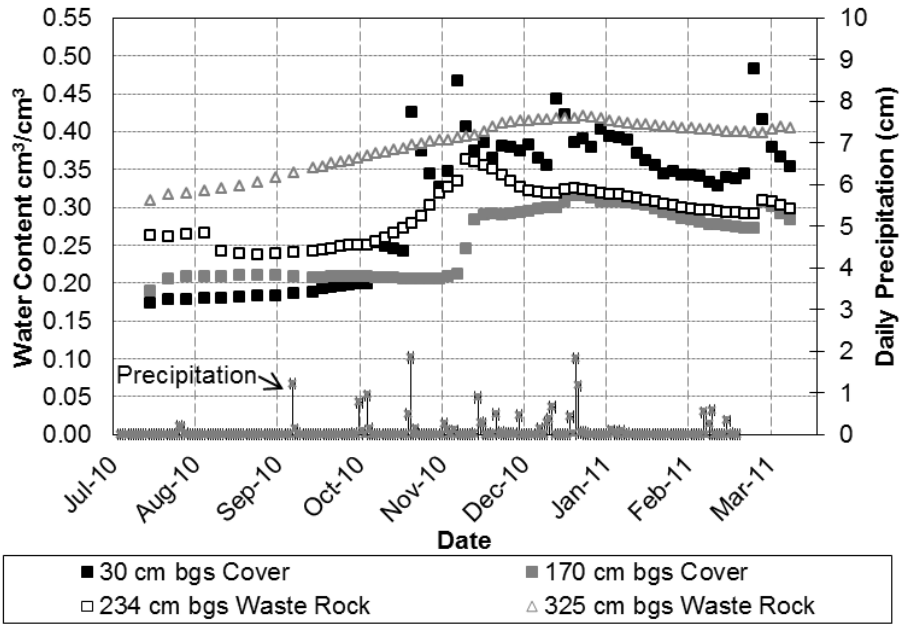 0.55
0.50
0.45
0.40
0.35
0.30
0.25
0.20
0.15
0.10
0.05
0.00
Water Content cm³/cm³
10
9
8
7
6
5
4
3
2
1
0
Daily Precipitation (cm)
Precipitation
Jul-10
Aug-10
Sep-10
Oct-10
Nov-10
Dec-10
Jan-11
Feb-11
Mar-11
Date
30 cm bgs Cover
170 cm bgs Cover
234 cm bgs Waste Rock
325 cm bgs Waste Rock